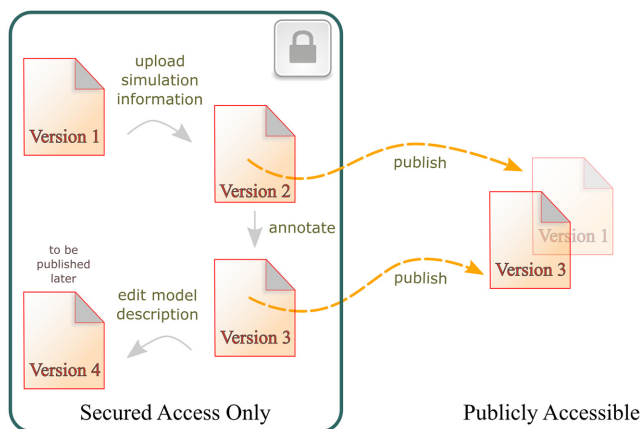 upload
simulation
information
Version 1
Version 2
publish
annotate
Version 1
Version 3
to be
published
later
edit model
description
publish
Version 3
Version 4
Secured Access Only
Publicly Accessible